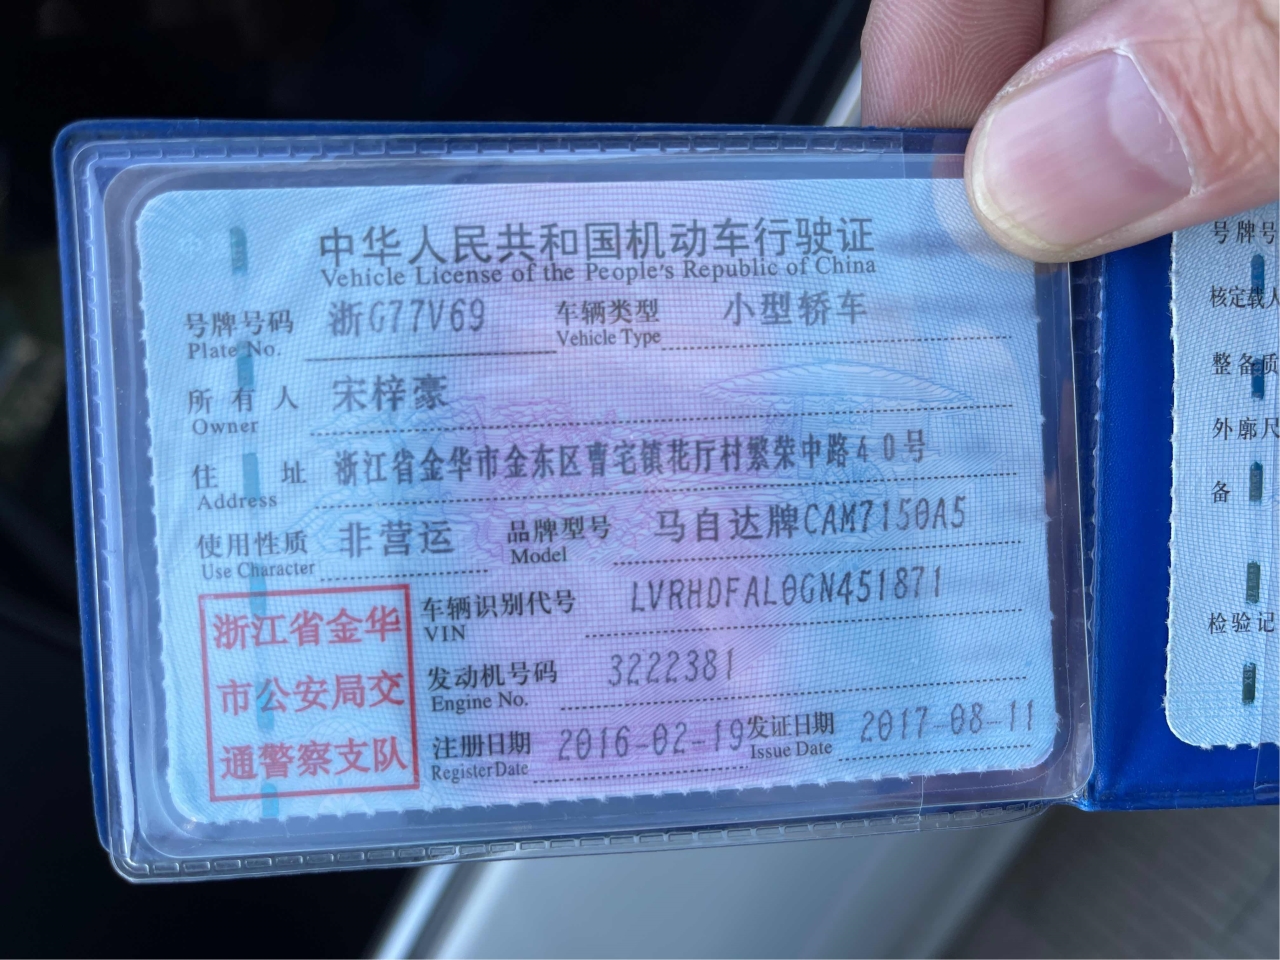 中华人民共和国机动车行驶证
Vehicle License of the People's Republic of China
号牌号码 浙G77V69 车辆类型 小型轿车
Plate No. Vehicle Type
所有人 宋梓豪
Owner
住址 浙江省金华市金东区曹宅镇花厅村繁荣中路40号
Address
使用性质 非营运 品牌型号 马自达牌CAM7150A5
Use Character Model
车辆识别代号 LVRHDFAL0GN451871
VIN
发动机号码 3222381
Engine No.
注册日期 2016-02-19 发证日期 2017-08-11
Register Date Issue Date
浙江省金华
市公安局交
通警察支队
号牌号
核定载人
整备质
外廓尺
备
检验记